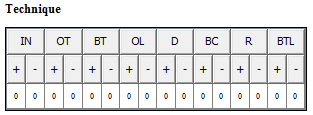 Technique
IN OT BT OL D BC R BTL
+ - + - + - + - + - + - + - + -
0 0 0 0 0 0 0 0 0 0 0 0 0 0 0 0